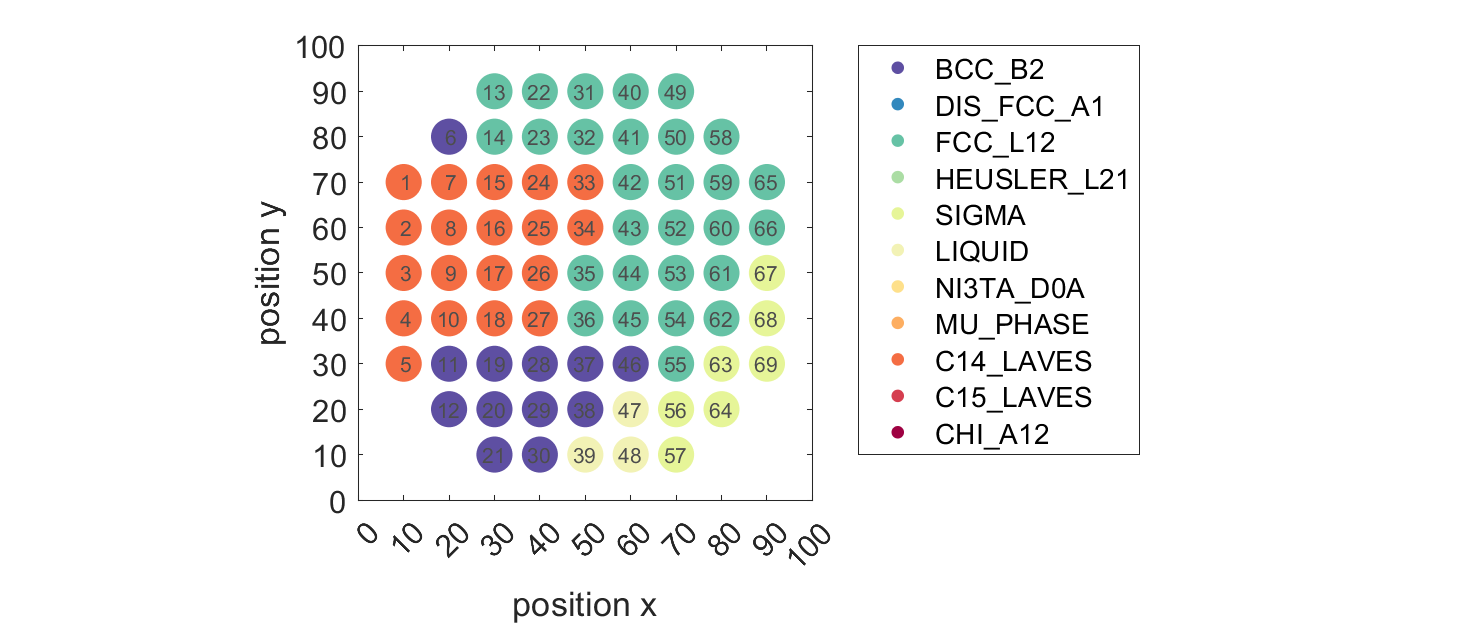 100
90 13 22 31 40 49
80 6 14 23 32 41 50 58
70 1 7 15 24 33 42 51 59 65
60 2 8 16 25 34 43 52 60 66
50 3 9 17 26 35 44 53 61 67
40 4 10 18 27 36 45 54 62 68
30 5 11 19 28 37 46 55 63 69
20 12 20 29 38 47 56 64
10 21 30 39 48 57
0
position y
0 10 20 30 40 50 60 70 80 90 100
position x
BCC_B2
DIS_FCC_A1
FCC_L12
HEUSLER_L21
SIGMA
LIQUID
NI3TA_D0A
MU_PHASE
C14_LAVES
C15_LAVES
CHI_A12